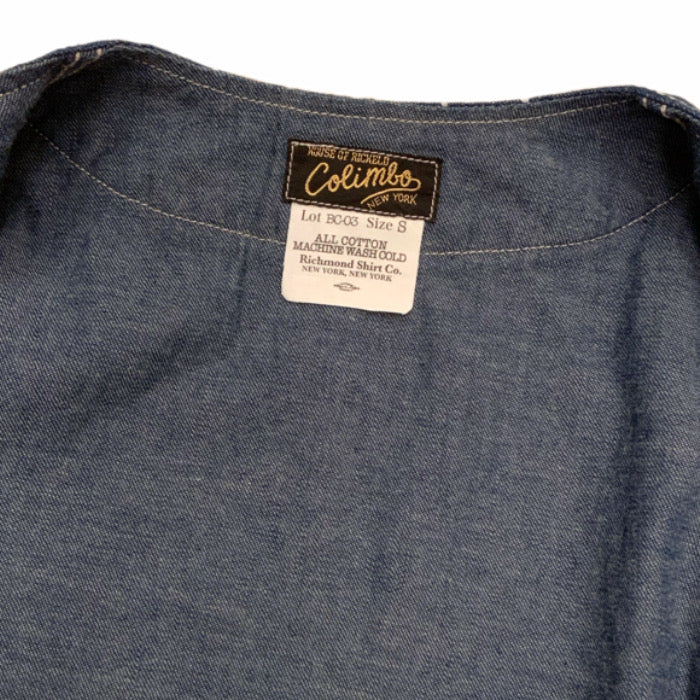 HOUSE OF RICHELD
Colimbo
NEW YORK
Lot BC-03 Size S
ALL COTTON
MACHINE WASH COLD
Richmond Shirt Co.
NEW YORK, NEW YORK